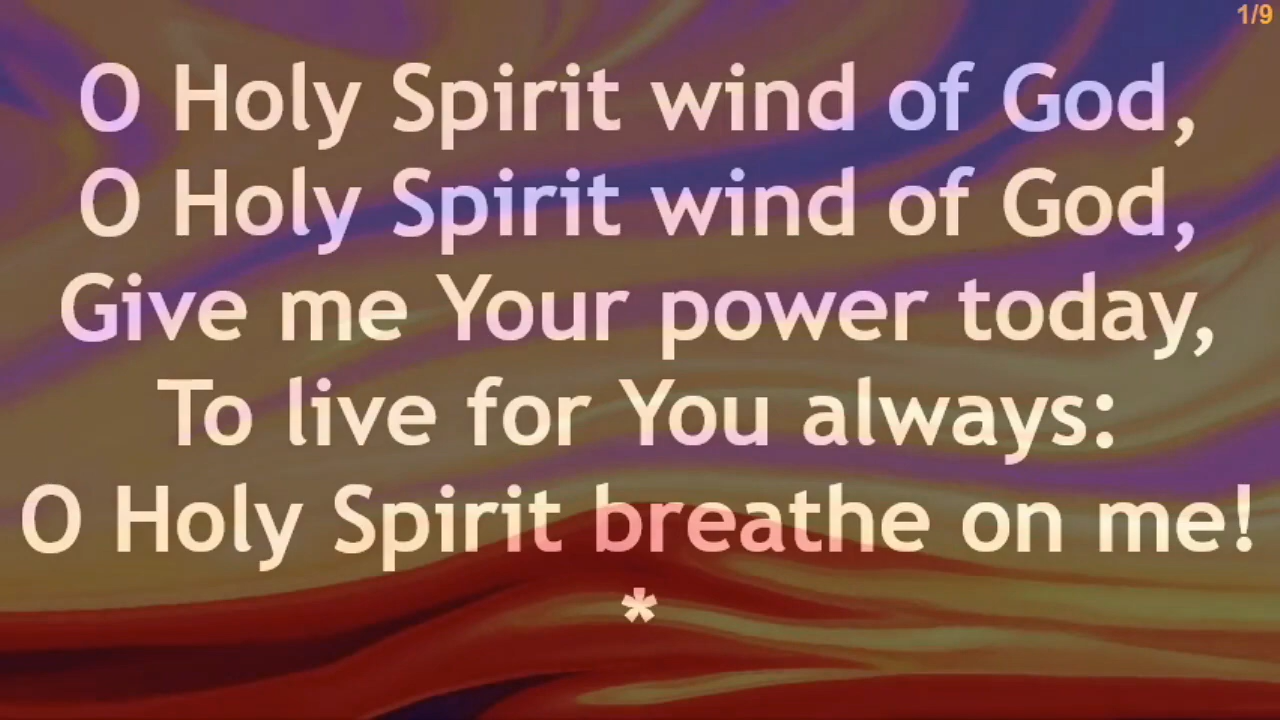 1/9
O Holy Spirit wind of God,
O Holy Spirit wind of God,
Give me Your power today,
To live for You always:
O Holy Spirit breathe on me!
*